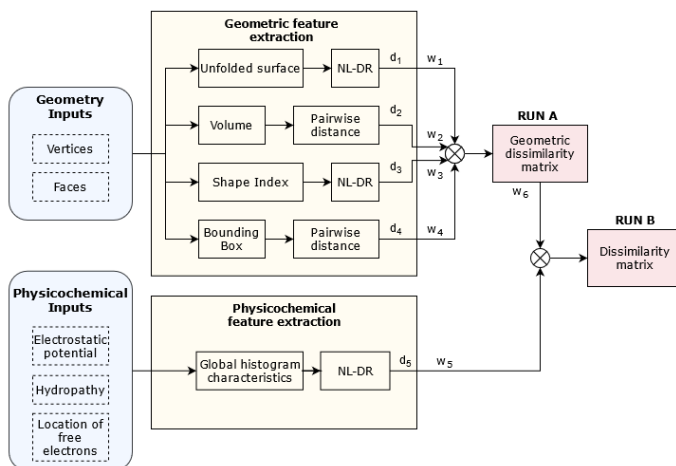 Geometric feature
extraction
Unfolded surface
NL-DR
d1
w1
Geometry
Inputs
Vertices
Faces
Volume
Pairwise
distance
d2
w2
Shape Index
NL-DR
d3
w3
Bounding
Box
Pairwise
distance
d4
w4
RUN A
Geometric
dissimilarity
matrix
w6
RUN B
Dissimilarity
matrix
Physicochemical
Inputs
Electrostatic
potential
Hydropathy
Location of
free
electrons
Physicochemical
feature extraction
Global histogram
characteristics
NL-DR
d5
w5